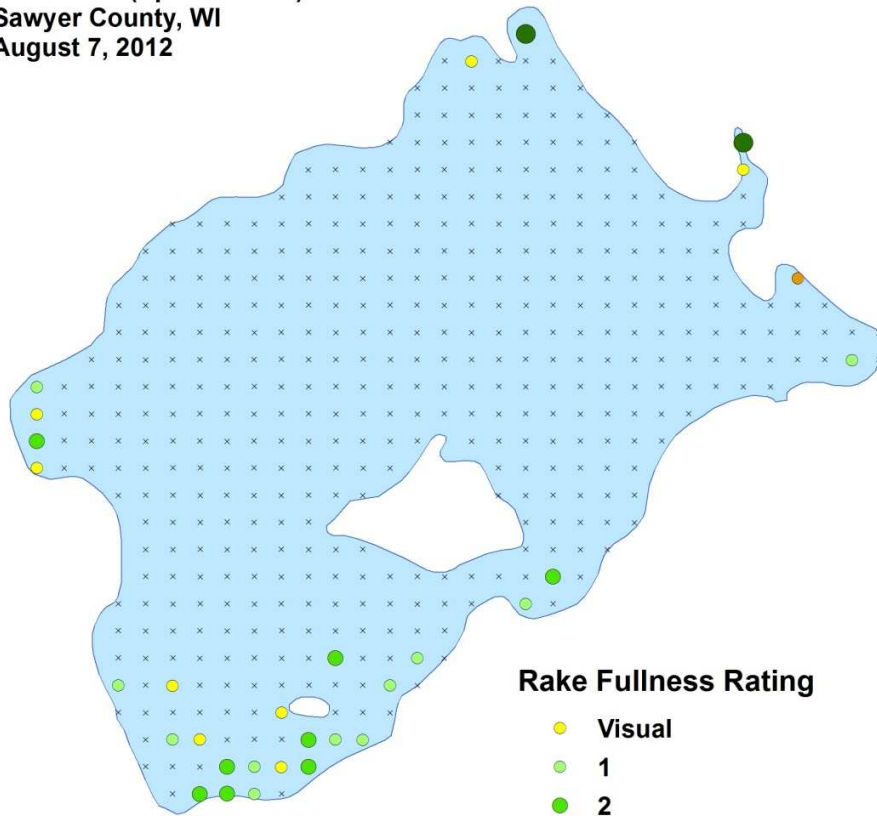 Sawyer County, WI
August 7, 2012
Rake Fullness Rating
Visual
1
2